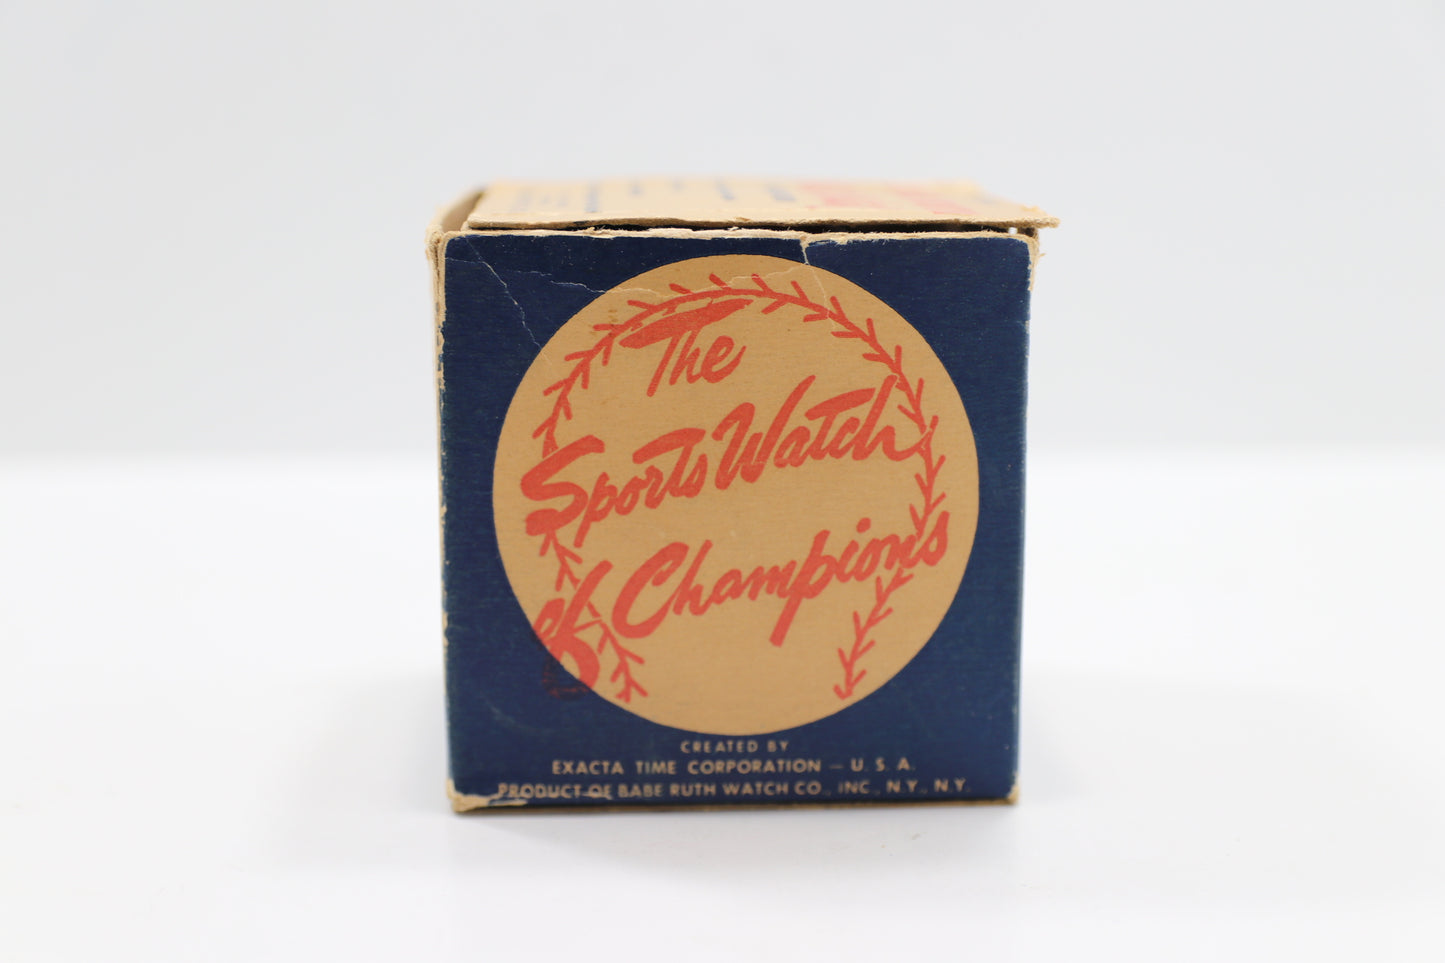 The
Sports Watch
of Champions
CREATED BY
EXACTA TIME CORPORATION — U. S. A.
PRODUCT OF BABE RUTH WATCH CO., INC., N.Y., N.Y.